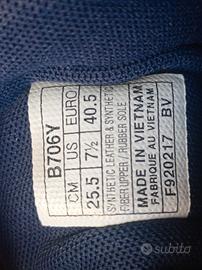 B706Y
CM US EURO
25.5 7½ 40.5
SYNTHETIC LEATHER & SYNTHETIC
FIBER UPPER / RUBBER SOLE
MADE IN VIETNAM
FABRIQUE AU VIETNAM
F920217 BV
subito